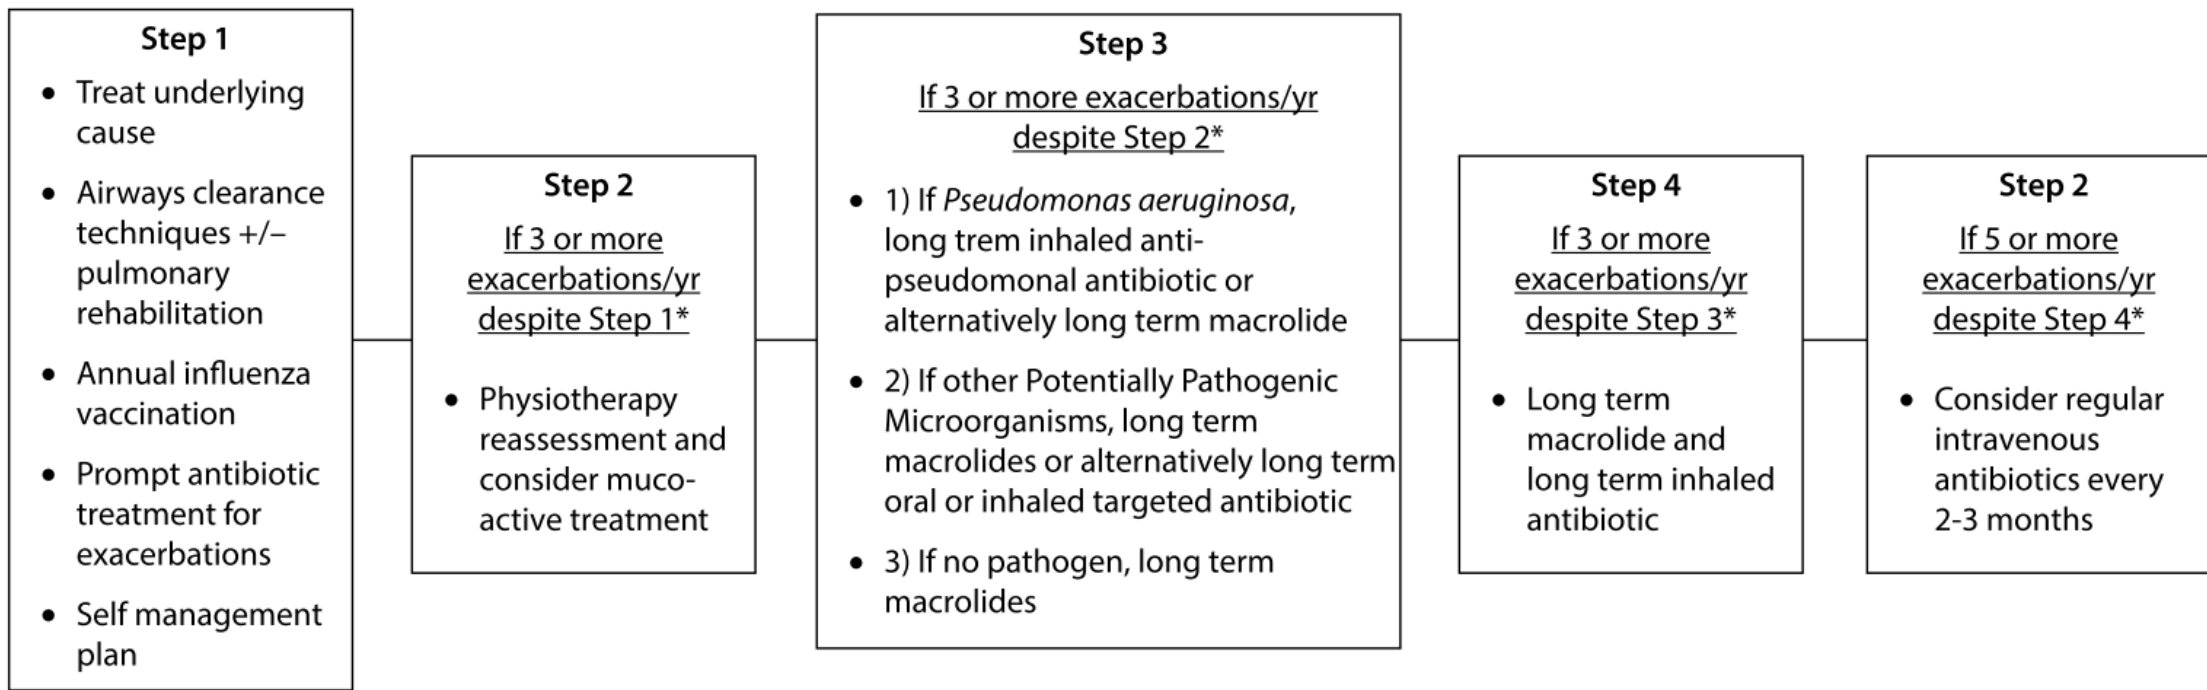 Step 1
• Treat underlying
cause
• Airways clearance
techniques +/–
pulmonary
rehabilitation
• Annual influenza
vaccination
• Prompt antibiotic
treatment for
exacerbations
• Self management
plan
Step 2
If 3 or more
exacerbations/yr
despite Step 1*
• Physiotherapy
reassessment and
consider muco-
active treatment
Step 3
If 3 or more exacerbations/yr
despite Step 2*
• 1) If Pseudomonas aeruginosa,
long trem inhaled anti-
pseudomonal antibiotic or
alternatively long term macrolide
• 2) If other Potentially Pathogenic
Microorganisms, long term
macrolides or alternatively long term
oral or inhaled targeted antibiotic
• 3) If no pathogen, long term
macrolides
Step 4
If 3 or more
exacerbations/yr
despite Step 3*
• Long term
macrolide and
long term inhaled
antibiotic
Step 2
If 5 or more
exacerbations/yr
despite Step 4*
• Consider regular
intravenous
antibiotics every
2-3 months